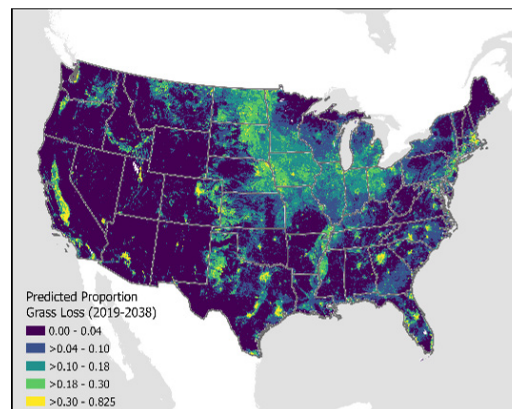 Predicted Proportion
Grass Loss (2019-2038)
0.00 - 0.04
>0.04 - 0.10
>0.10 - 0.18
>0.18 - 0.30
>0.30 - 0.825